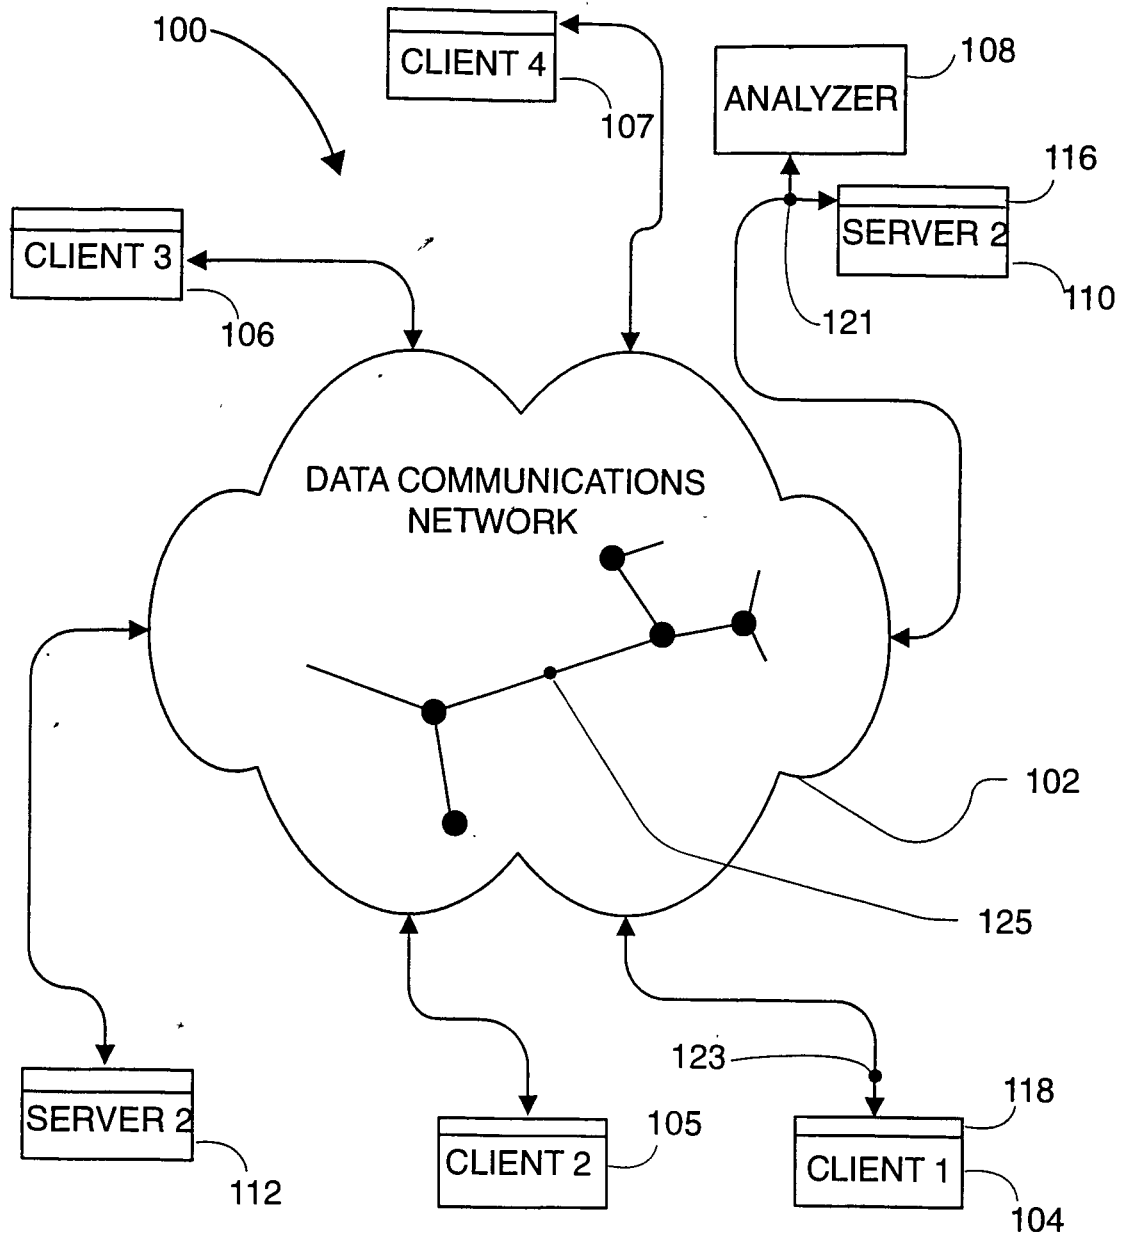 100
CLIENT 4
107
108
ANALYZER
116
SERVER 2
110
121
CLIENT 3
106
DATA COMMUNICATIONS
NETWORK
102
125
123
118
CLIENT 1
104
105
CLIENT 2
SERVER 2
112